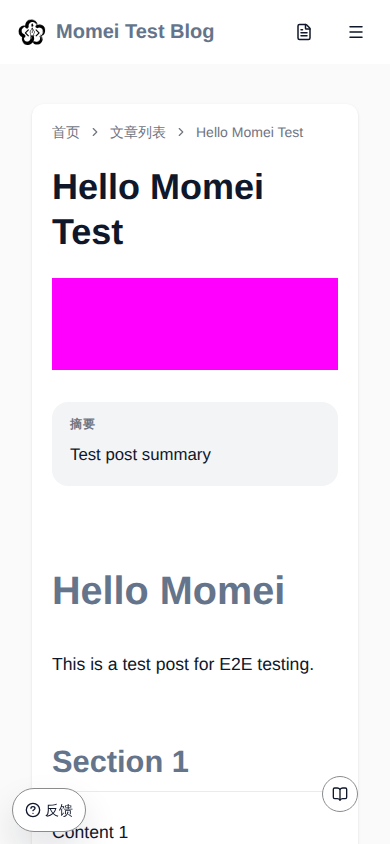 Momei Test Blog
首页 > 文章列表 > Hello Momei Test
Hello Momei
Test
摘要
Test post summary
Hello Momei
This is a test post for E2E testing.
Section 1
反馈
Content 1